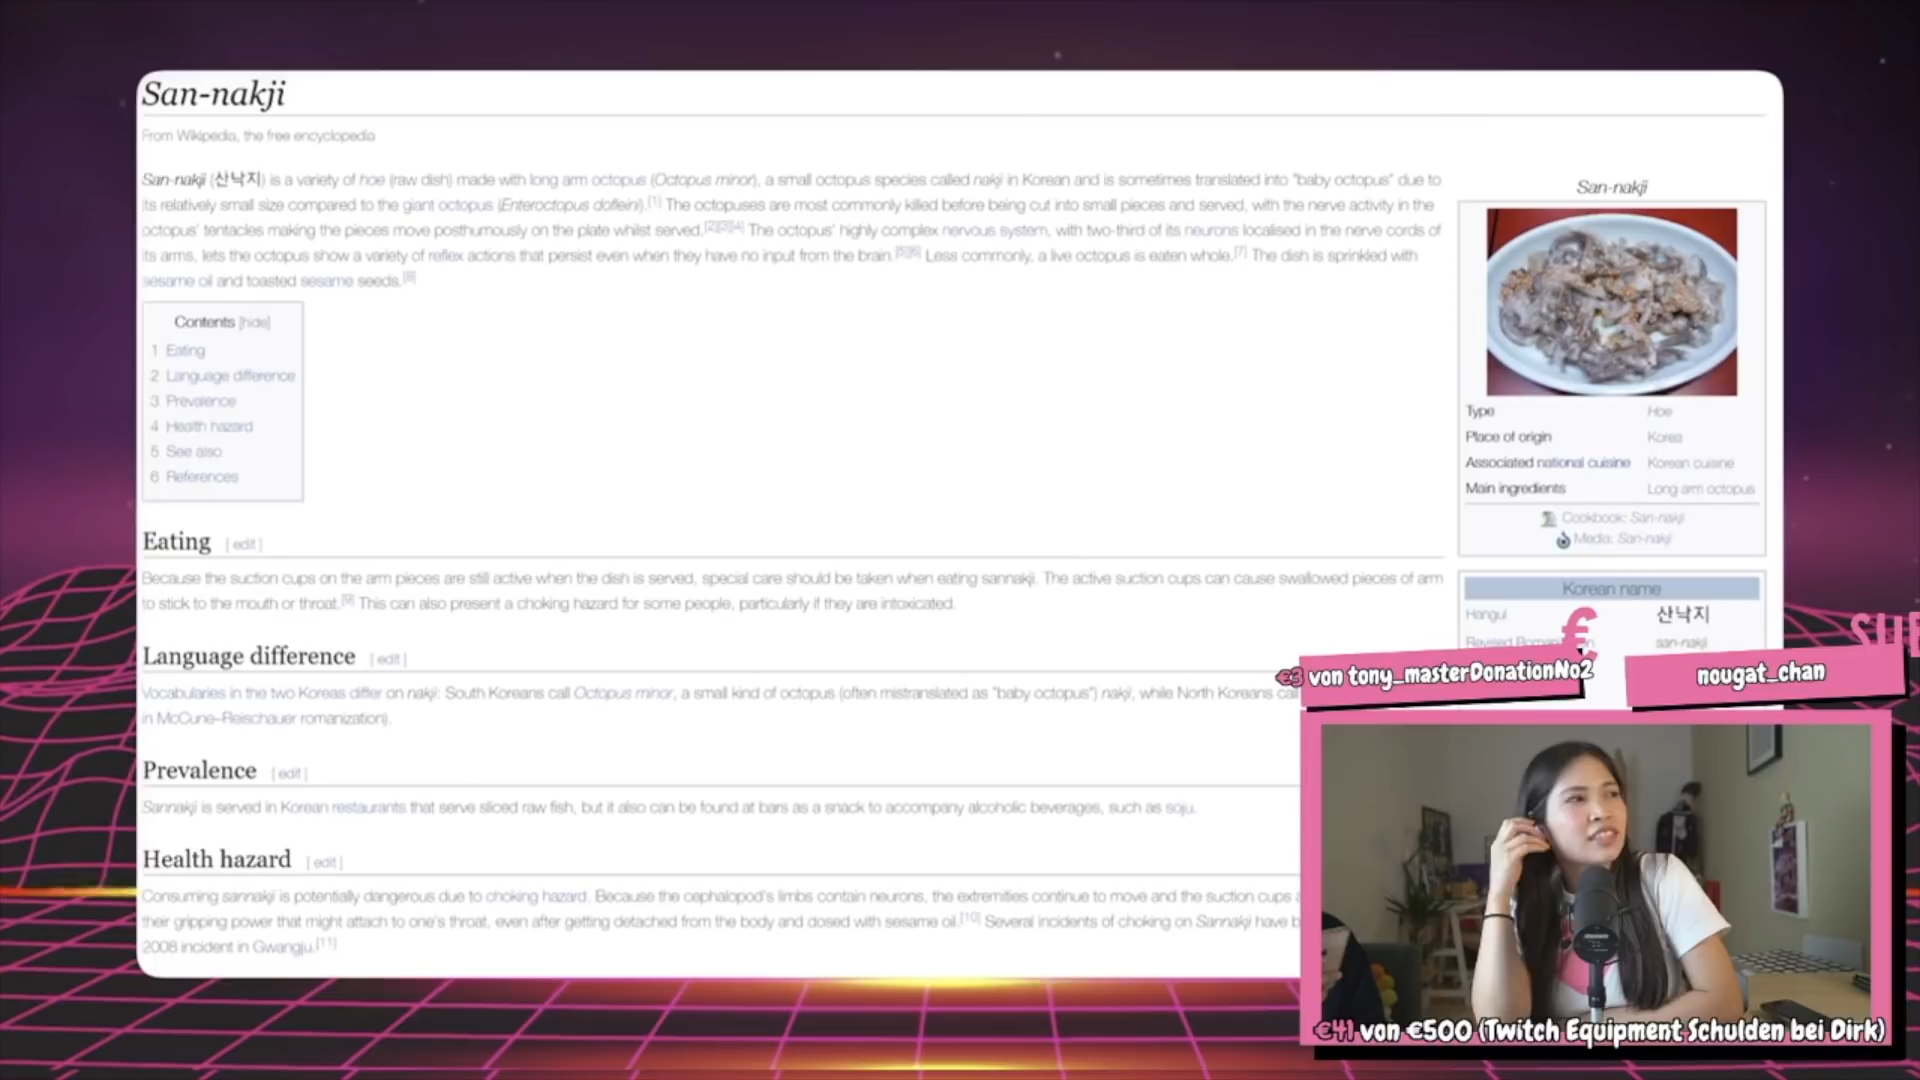 San-nakji
From Wikipedia, the free encyclopedia
San-nakji (산낙지) is a variety of hoe (raw dish) made with long arm octopus (Octopus minor), a small octopus species called nakji in Korean and is sometimes translated into "baby octopus" due to
its relatively small size compared to the giant octopus (Enteroctopus dofleini).[1] The octopuses are most commonly killed before being cut into small pieces and served, with the nerve activity in the
octopus' tentacles making the pieces move posthumously on the plate whilst served.[2][3][4] The octopus' highly complex nervous system, with two-third of its neurons localised in the nerve cords of
its arms, lets the octopus show a variety of reflex actions that persist even when they have no input from the brain.[5][6] Less commonly, a live octopus is eaten whole.[7] The dish is sprinkled with
sesame oil and toasted sesame seeds.[8]
Contents [hide]
1 Eating
2 Language difference
3 Prevalence
4 Health hazard
5 See also
6 References
San-nakji
Type Hoe
Place of origin Korea
Associated national cuisine Korean cuisine
Main ingredients Long arm octopus
Cookbook: San-nakji
Media: San-nakji
Korean name
Hangul 산낙지
Revised san-nakji
Eating [ edit ]
Because the suction cups on the arm pieces are still active when the dish is served, special care should be taken when eating sannakji. The active suction cups can cause swallowed pieces of arm
to stick to the mouth or throat.[9] This can also present a choking hazard for some people, particularly if they are intoxicated.
Language difference [ edit ]
Vocabularies in the two Koreas differ on nakji: South Koreans call Octopus minor, a small kind of octopus (often mistranslated as "baby octopus") nakji, while North Koreans
in McCune–Reischauer romanization).
Prevalence [ edit ]
Sannakji is served in Korean restaurants that serve sliced raw fish, but it also can be found at bars as a snack to accompany alcoholic beverages, such as soju.
Health hazard [ edit ]
Consuming sannakji is potentially dangerous due to choking hazard. Because the cephalopod's limbs contain neurons, the extremities continue to move and the suction cups
their gripping power that might attach to one's throat, even after getting detached from the body and dosed with sesame oil.[10] Several incidents of choking on Sannakji have
2008 incident in Gwangju.[11]
€
€3 von tony_masterDonationNo2
nougat_chan
€41 von €500 (Twitch Equipment Schulden bei Dirk)